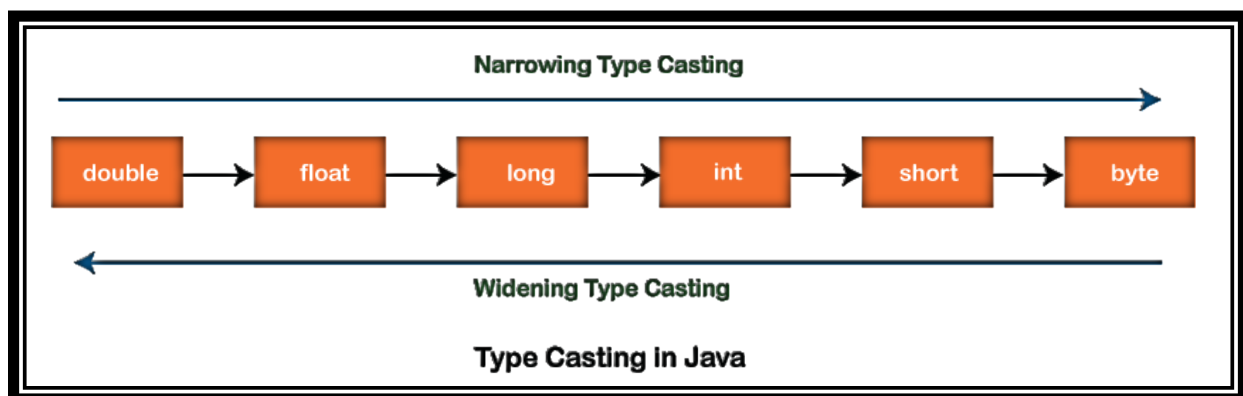 Narrowing Type Casting
double float long int short byte
Widening Type Casting
Type Casting in Java